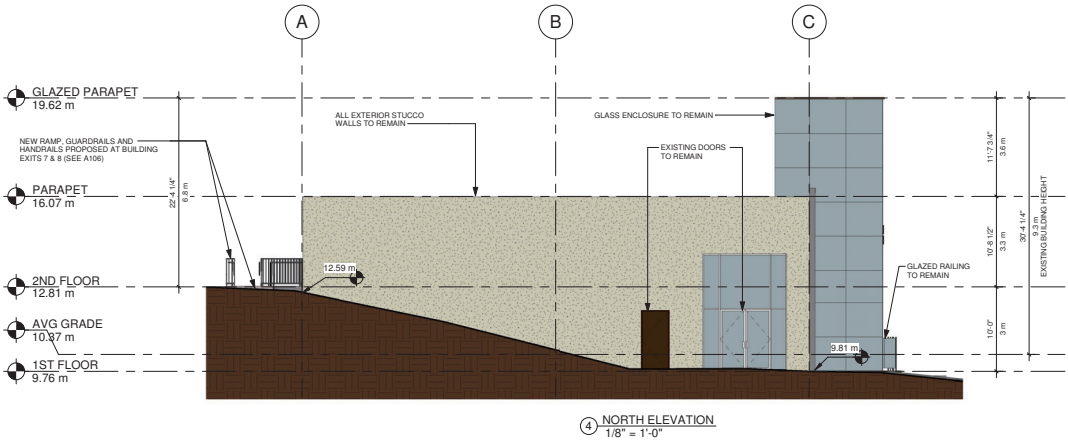 A
B
C
GLAZED PARAPET
19.62 m
NEW RAMP, GUARDRAILS AND
HANDRAILS PROPOSED AT BUILDING
EXITS 7 & 8 (SEE A106)
ALL EXTERIOR STUCCO
WALLS TO REMAIN
GLASS ENCLOSURE TO REMAIN
EXISTING DOORS
TO REMAIN
PARAPET
16.07 m
22'-4 1/4"
6.8 m
11'-7 3/4"
3.6 m
10'-8 1/2"
3.3 m
30'-4 1/4"
9.3 m
EXISTING BUILDING HEIGHT
12.59 m
GLAZED RAILING
TO REMAIN
2ND FLOOR
12.81 m
AVG GRADE
10.37 m
10'-0"
3 m
9.81 m
1ST FLOOR
9.76 m
4
NORTH ELEVATION
1/8" = 1'-0"